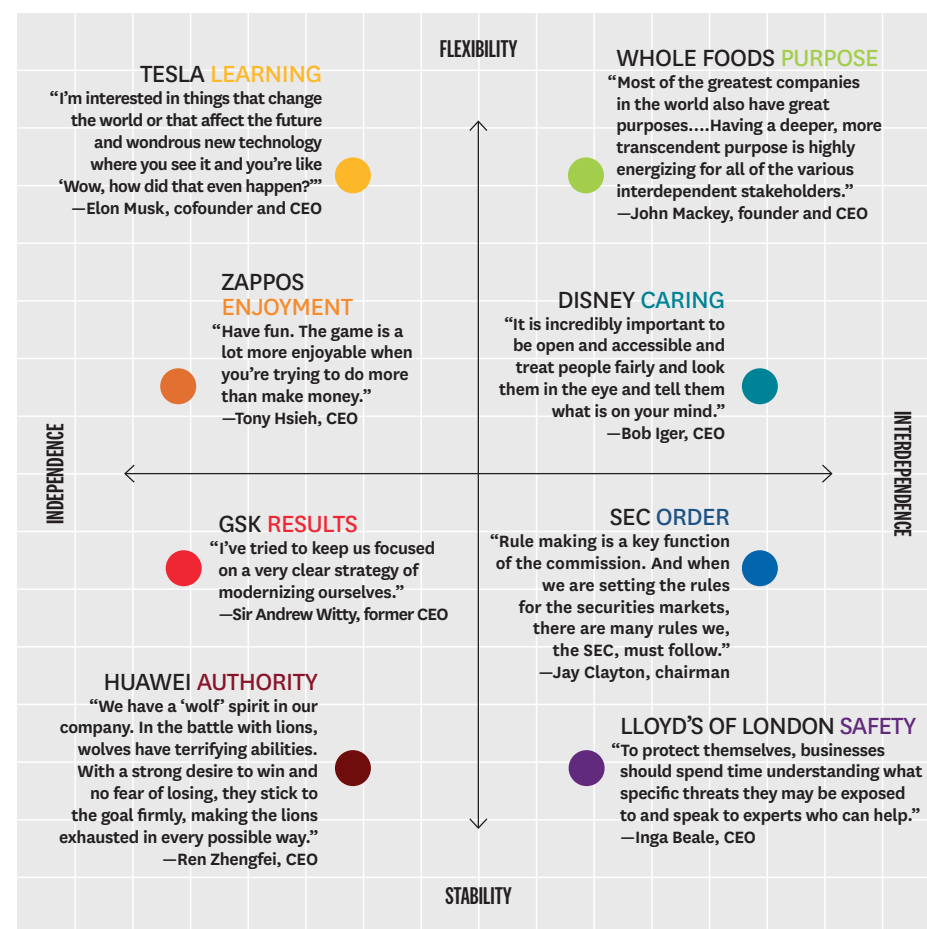 FLEXIBILITY
TESLA LEARNING
“I’m interested in things that change
the world or that affect the future
and wondrous new technology
where you see it and you’re like
‘Wow, how did that even happen?’”
—Elon Musk, cofounder and CEO
WHOLE FOODS PURPOSE
“Most of the greatest companies
in the world also have great
purposes....Having a deeper, more
transcendent purpose is highly
energizing for all of the various
interdependent stakeholders.”
—John Mackey, founder and CEO
ZAPPOS
ENJOYMENT
“Have fun. The game is a
lot more enjoyable when
you’re trying to do more
than make money.”
—Tony Hsieh, CEO
DISNEY CARING
“It is incredibly important to
be open and accessible and
treat people fairly and look
them in the eye and tell them
what is on your mind.”
—Bob Iger, CEO
INDEPENDENCE
INTERDEPENDENCE
GSK RESULTS
“I’ve tried to keep us focused
on a very clear strategy of
modernizing ourselves.”
—Sir Andrew Witty, former CEO
SEC ORDER
“Rule making is a key function
of the commission. And when
we are setting the rules
for the securities markets,
there are many rules we,
the SEC, must follow.”
—Jay Clayton, chairman
HUAWEI AUTHORITY
“We have a ‘wolf’ spirit in our
company. In the battle with lions,
wolves have terrifying abilities.
With a strong desire to win and
no fear of losing, they stick to
the goal firmly, making the lions
exhausted in every possible way.”
—Ren Zhengfei, CEO
LLOYD’S OF LONDON SAFETY
“To protect themselves, businesses
should spend time understanding what
specific threats they may be exposed
to and speak to experts who can help.”
—Inga Beale, CEO
STABILITY